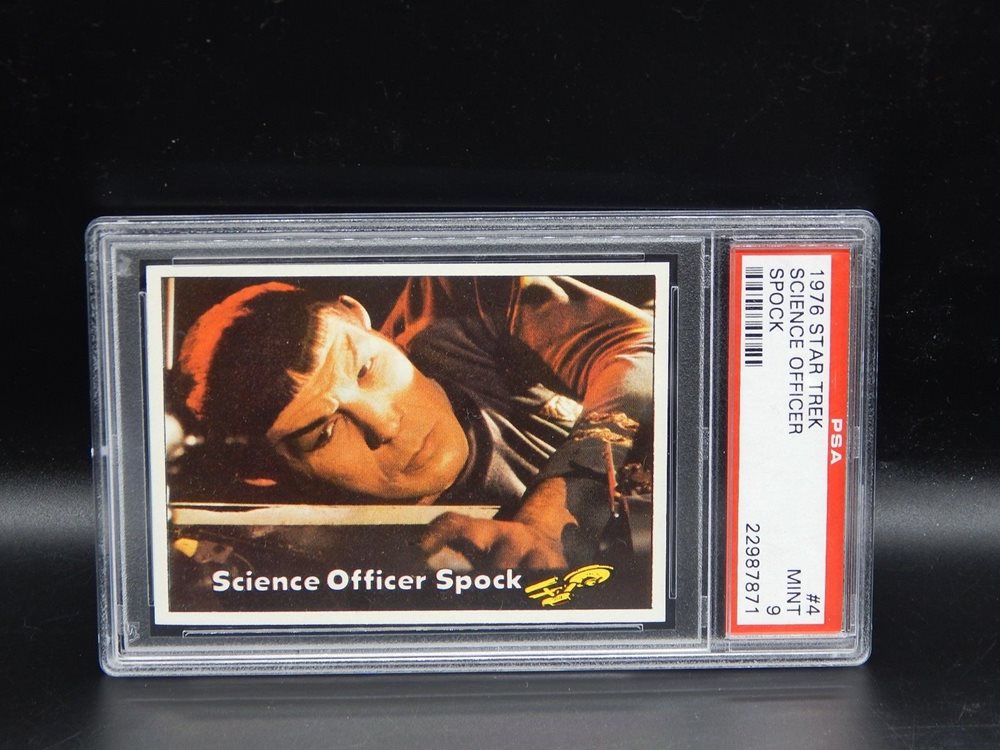 Science Officer Spock
PSA
1976 STAR TREK
SCIENCE OFFICER
SPOCK
#4
MINT
9
22987871